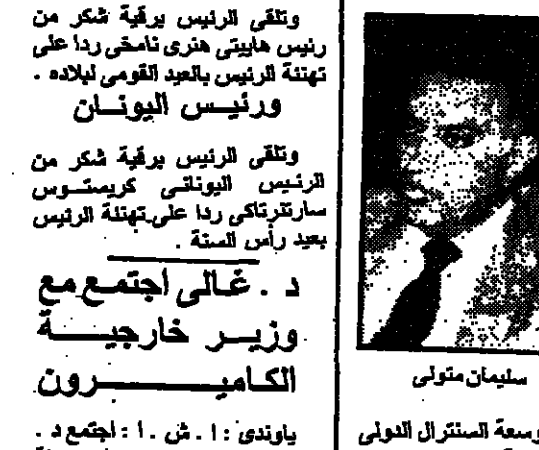 وتلقى الرئيس برقية شكر من
رئيس هاييتى هنرى نامفى ردا على
تهنئة الرئيس بالعيد القومى لبلاده .
ورئيس اليونان
وتلقى الرئيس برقية شكر من
الرئيس اليونانى كريستوس
سارتزتاكى ردا على تهنئة الرئيس
بعيد رأس السنة .
د . غالى اجتمع مع
وزير خارجية
الكاميرون
ياوندى : ا . ش . ا : اجتمع د .
سليمان متولى
وسعة السنترال الدولى